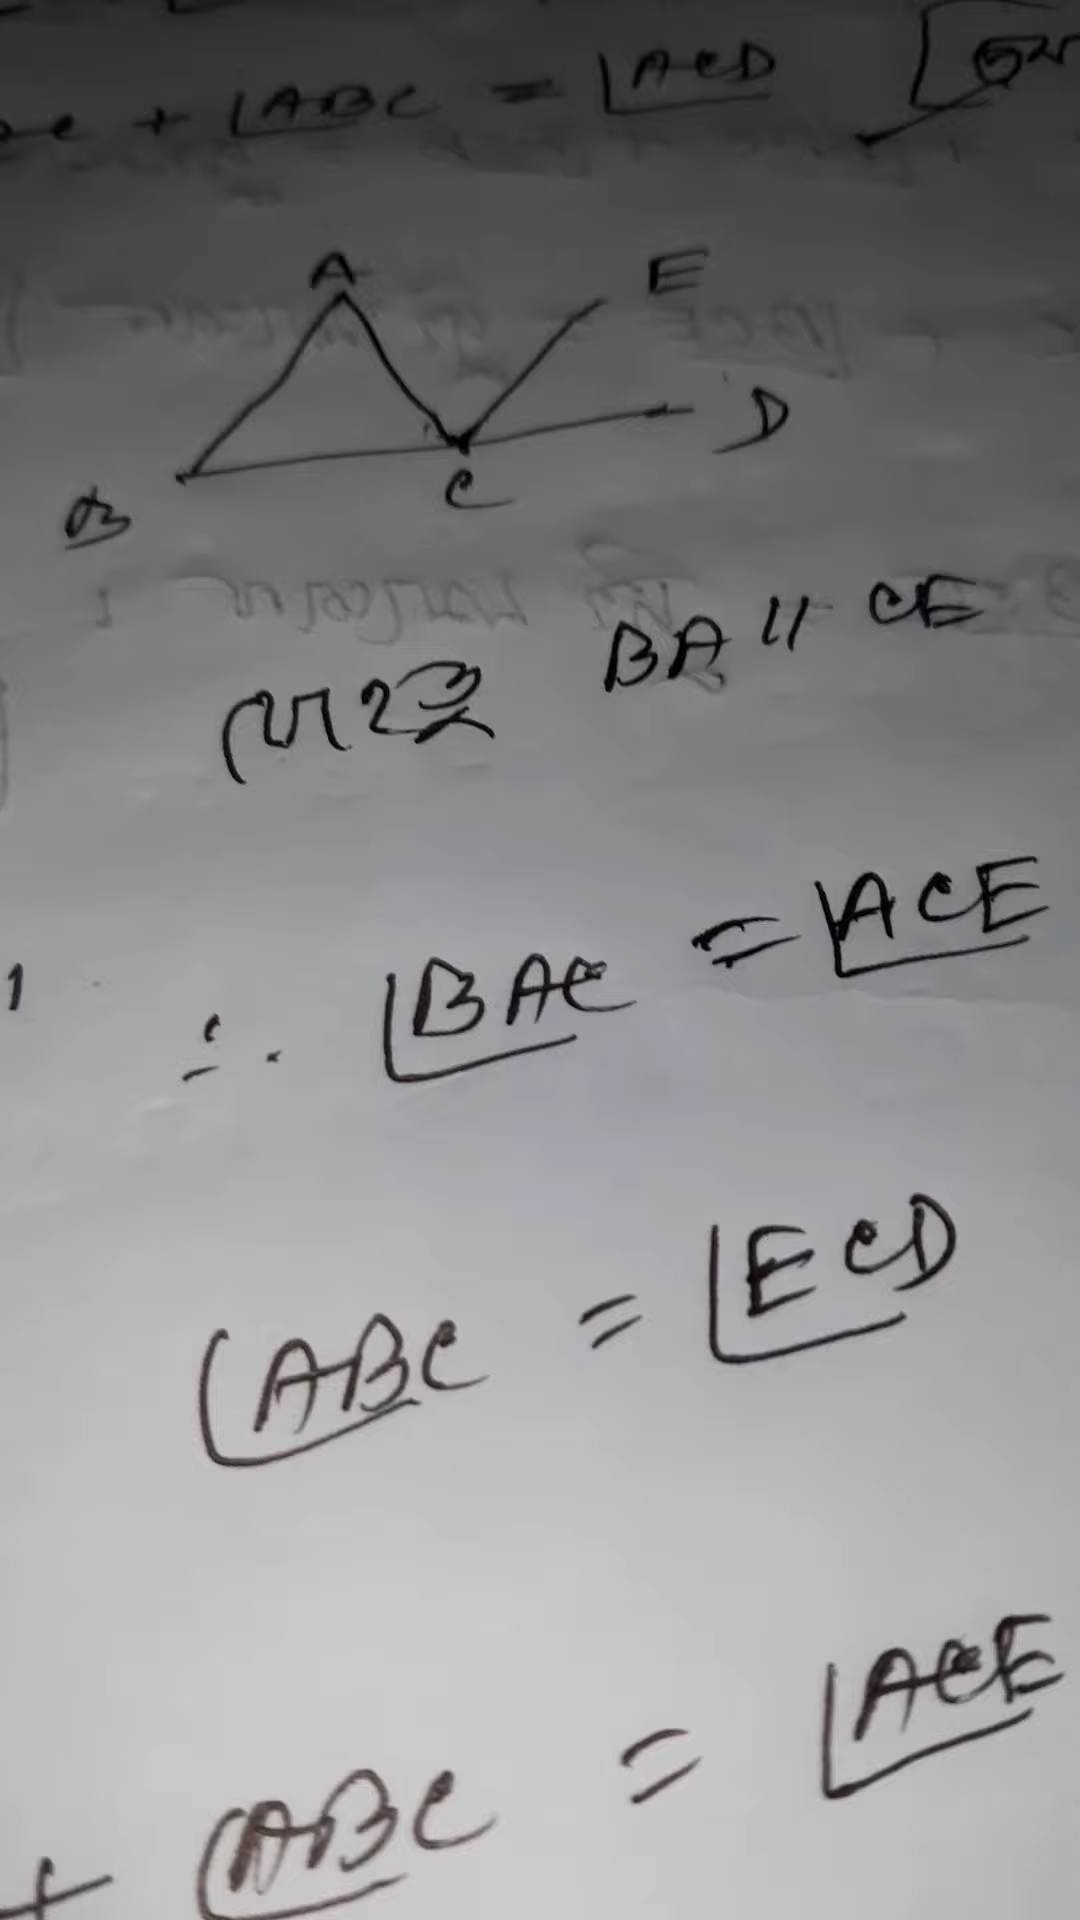 + ∠ABC = ∠ACD
A E
D
B C
যেহেতু BA || CE
∴ ∠BAC = ∠ACE
∠ABC = ∠ECD
+ ∠ABC = ∠ACE